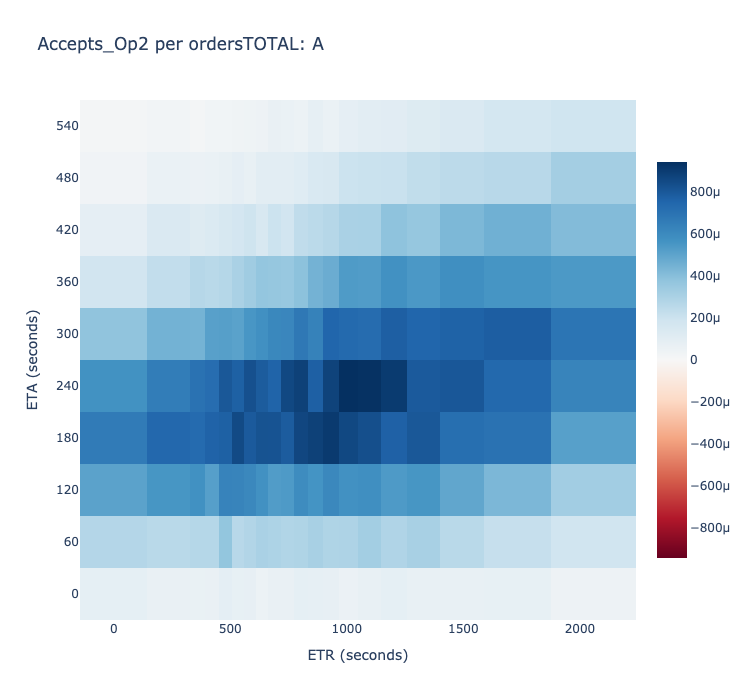 Accepts_Op2 per ordersTOTAL: A
540
480
420
360
300
240
180
120
60
0
ETA (seconds)
0
500
1000
1500
2000
ETR (seconds)
800µ
600µ
400µ
200µ
0
−200µ
−400µ
−600µ
−800µ